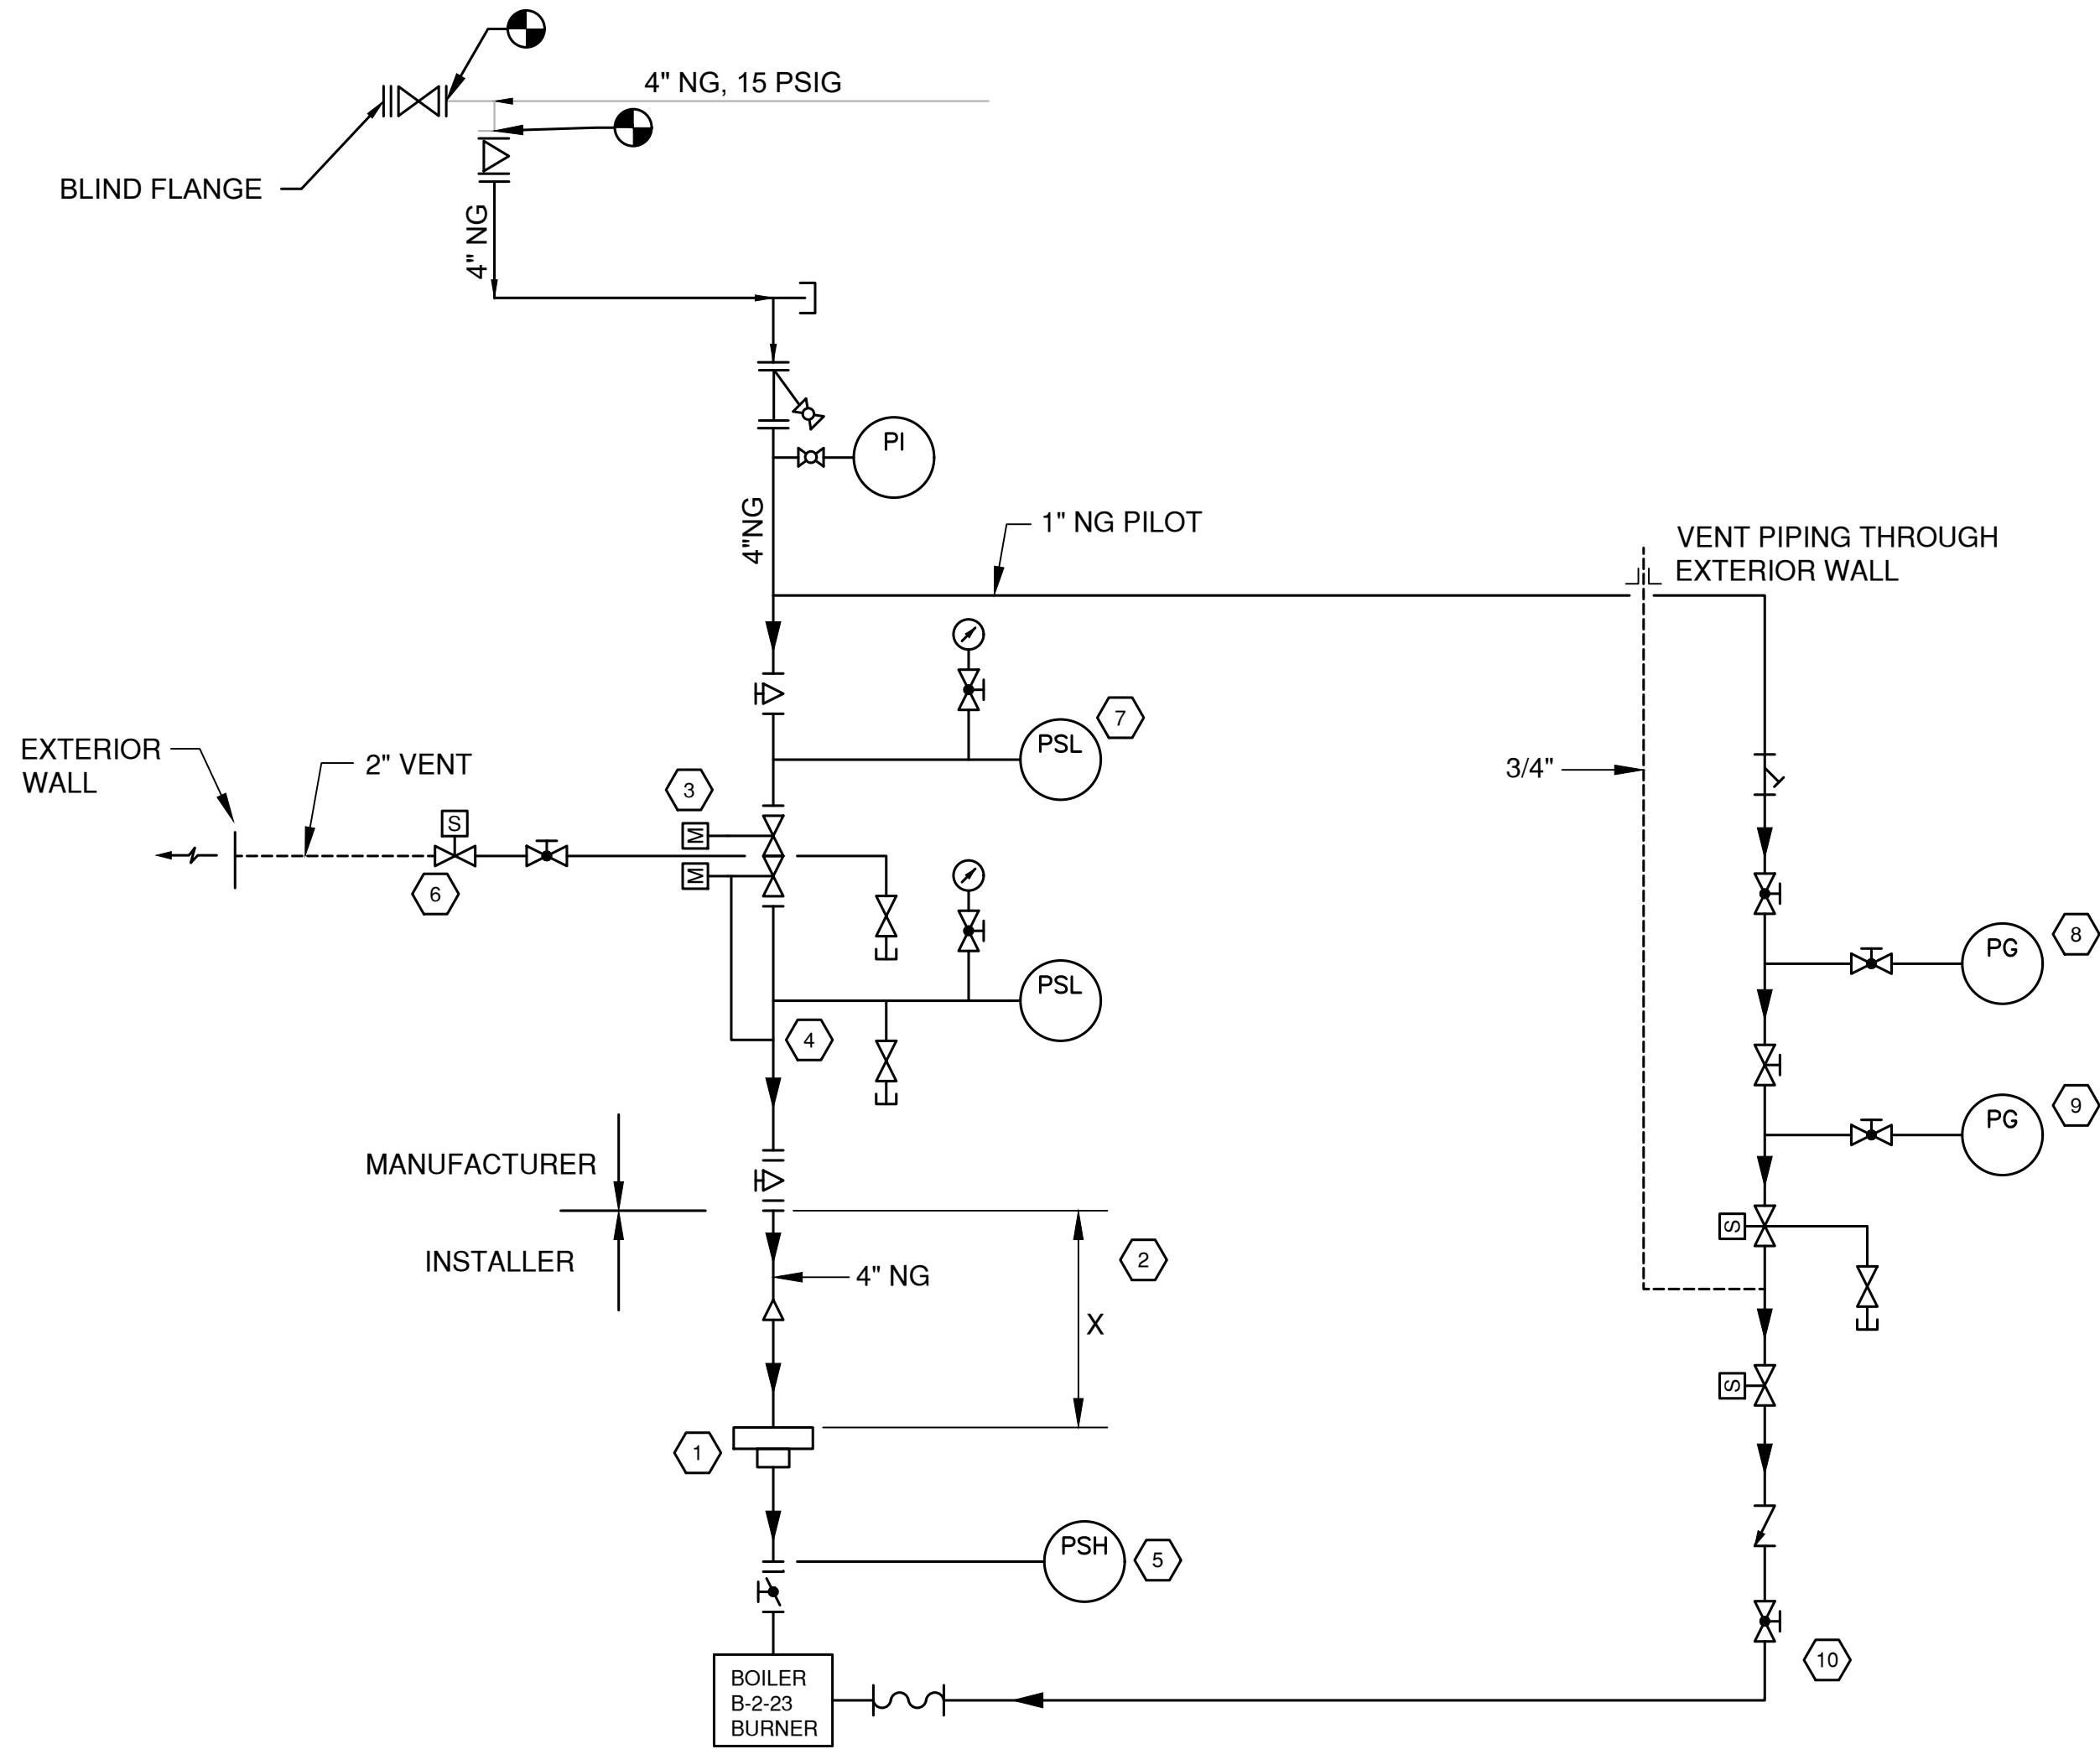 4" NG, 15 PSIG
BLIND FLANGE
4" NG
PI
4"NG
1" NG PILOT
VENT PIPING THROUGH
EXTERIOR WALL
7
PSL
EXTERIOR
WALL
2" VENT
3
3/4"
S
M
M
6
8
PG
PSL
4
9
PG
MANUFACTURER
INSTALLER
2
S
4" NG
X
S
1
PSH
5
10
BOILER
B-2-23
BURNER